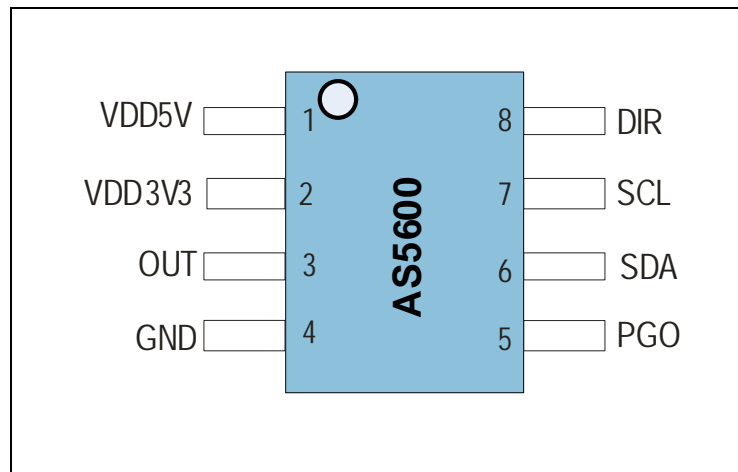 VDD5V 1 8 DIR
VDD3V3 2 7 SCL
OUT 3 6 SDA
GND 4 5 PGO
AS5600